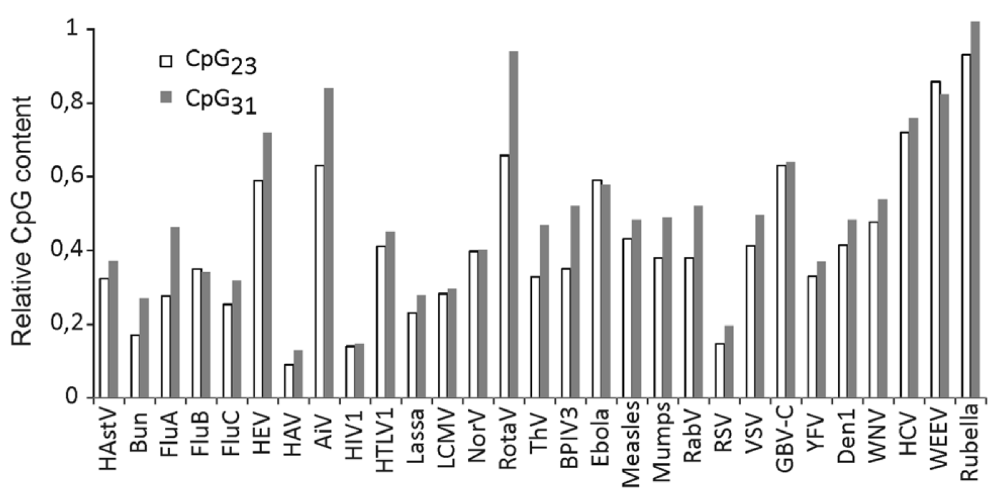 Relative CpG content
1
0,8
0,6
0,4
0,2
0
CpG23
CpG31
HAstV
Bun
FluA
FluB
FluC
HEV
HAV
AiV
HIV1
HTLV1
Lassa
LCMV
NorV
RotaV
ThV
BPIV3
Ebola
Measles
Mumps
RabV
RSV
VSV
GBV-C
YFV
Den1
WNV
HCV
WEEV
Rubella